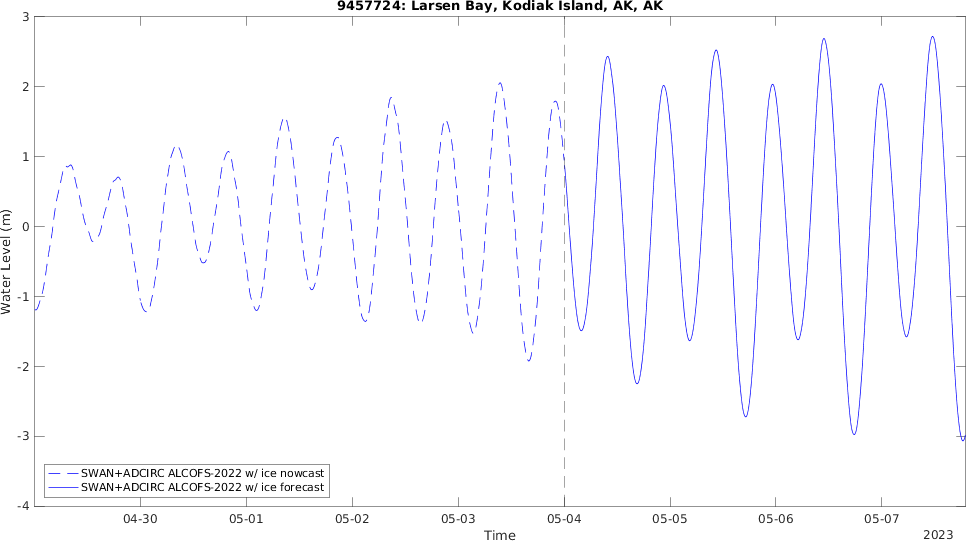 9457724: Larsen Bay, Kodiak Island, AK, AK
3
2
1
0
-1
-2
-3
-4
Water Level (m)
SWAN+ADCIRC ALCOFS-2022 w/ ice nowcast
SWAN+ADCIRC ALCOFS-2022 w/ ice forecast
04-30 05-01 05-02 05-03 05-04 05-05 05-06 05-07
Time
2023